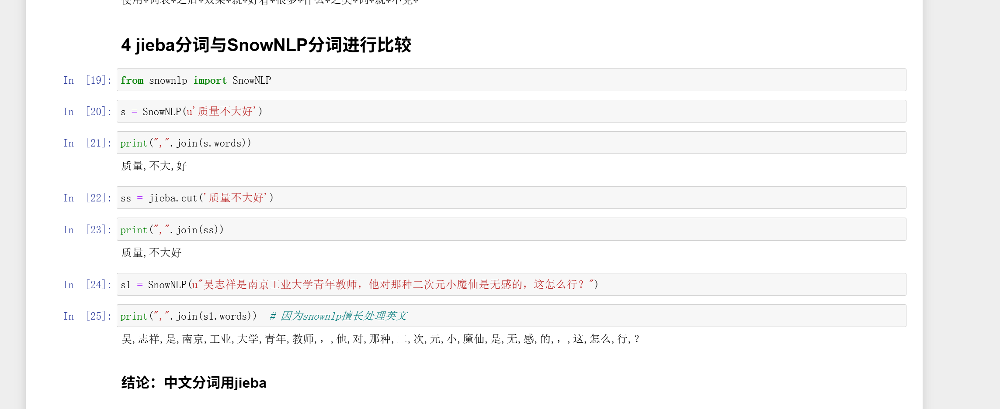 使用*词表*之后*效果*就*好看*很多*什么*之类*词*就*不见*
4 jieba分词与SnowNLP分词进行比较
In [19]: from snownlp import SnowNLP
In [20]: s = SnowNLP(u'质量不大好')
In [21]: print(",".join(s.words))
质量,不大,好
In [22]: ss = jieba.cut('质量不大好')
In [23]: print(",".join(ss))
质量,不大好
In [24]: s1 = SnowNLP(u"吴志祥是南京工业大学青年教师，他对那种二次元小魔仙是无感的，这怎么行？")
In [25]: print(",".join(s1.words))  # 因为snownlp擅长处理英文
吴,志祥,是,南京,工业,大学,青年,教师,，,他,对,那种,二,次,元,小,魔仙,是,无,感,的,，,这,怎么,行,？
结论：中文分词用jieba